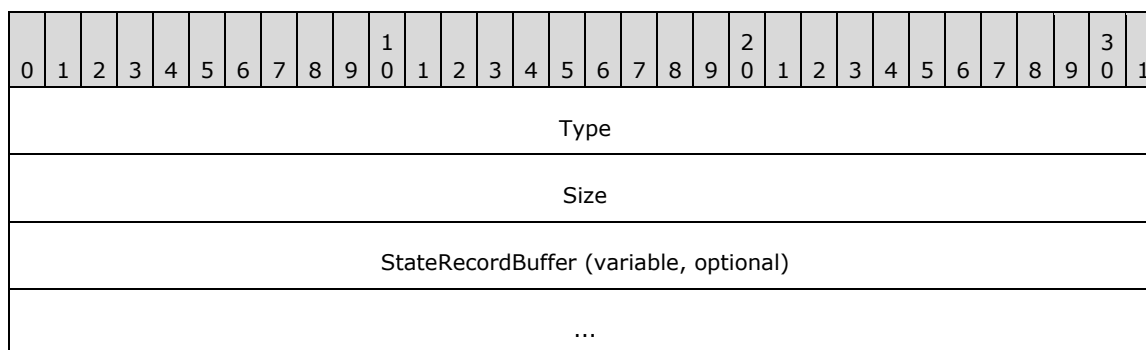 1 2 3
0 1 2 3 4 5 6 7 8 9 0 1 2 3 4 5 6 7 8 9 0 1 2 3 4 5 6 7 8 9 0 1
Type
Size
StateRecordBuffer (variable, optional)
...